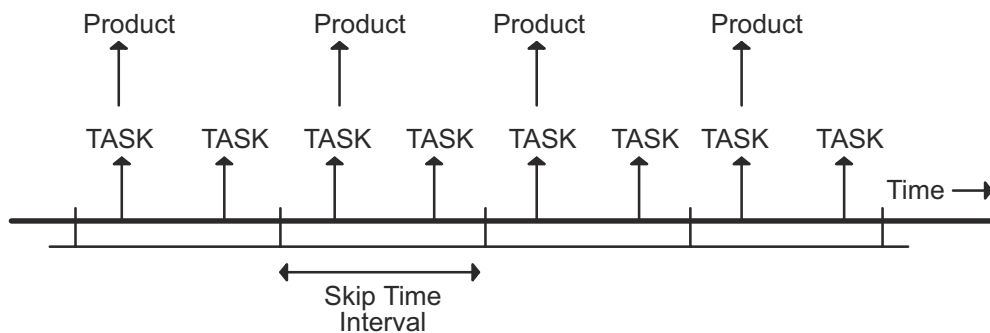 Product Product Product Product
TASK TASK TASK TASK TASK TASK TASK TASK
Time
Skip Time
Interval